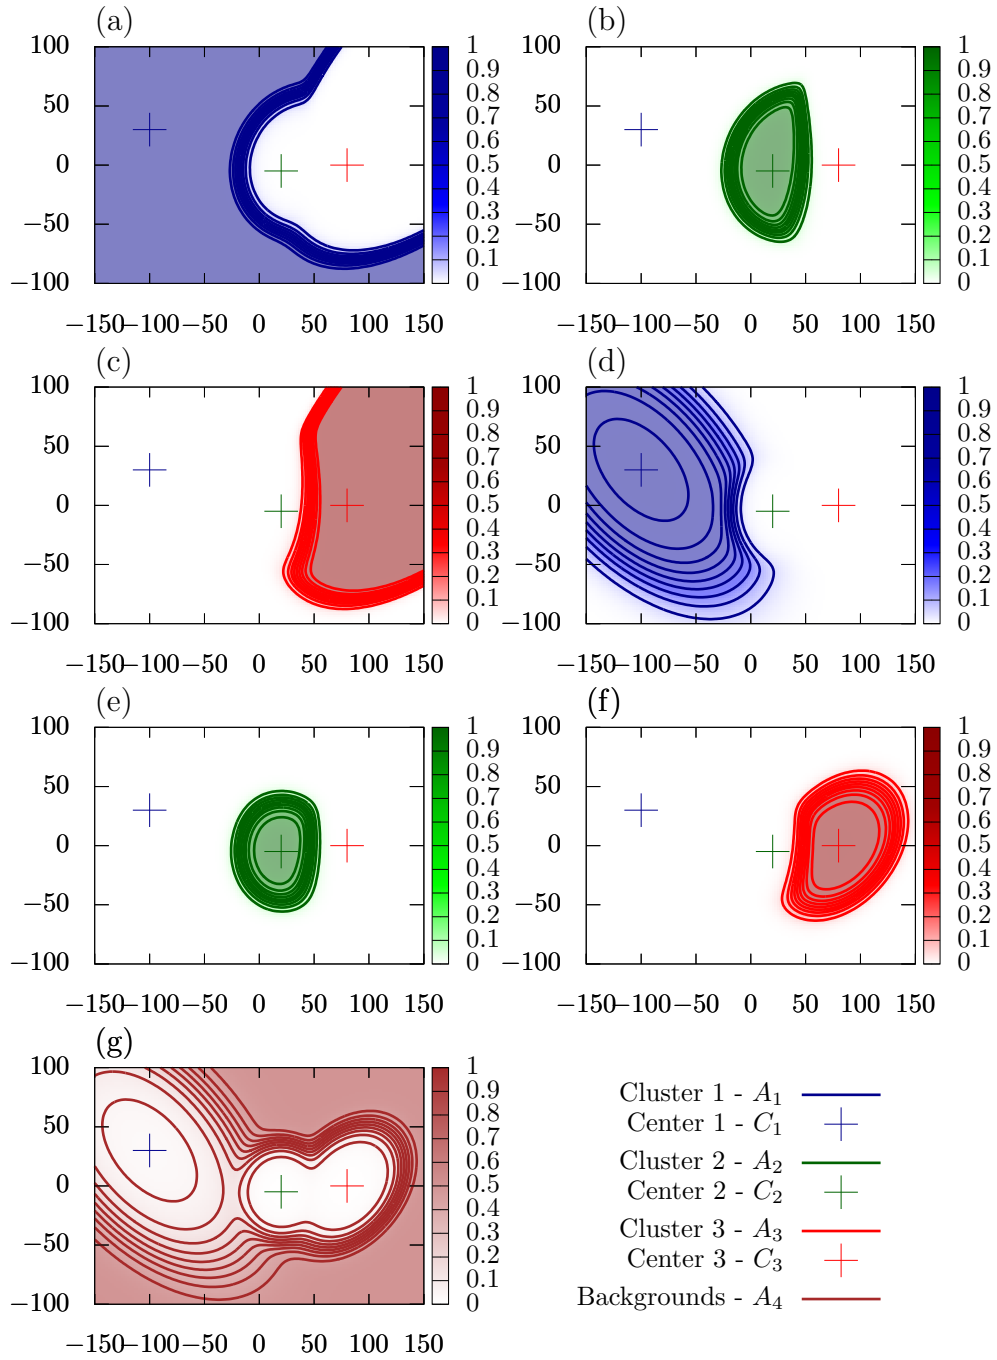 (a) (b)
100 50 0 −50 −100
1 0.9 0.8 0.7 0.6 0.5 0.4 0.3 0.2 0.1 0
100 50 0 −50 −100
1 0.9 0.8 0.7 0.6 0.5 0.4 0.3 0.2 0.1 0
−150 −100 −50 0 50 100 150
−150 −100 −50 0 50 100 150
(c) (d)
100 50 0 −50 −100
1 0.9 0.8 0.7 0.6 0.5 0.4 0.3 0.2 0.1 0
100 50 0 −50 −100
1 0.9 0.8 0.7 0.6 0.5 0.4 0.3 0.2 0.1 0
−150 −100 −50 0 50 100 150
−150 −100 −50 0 50 100 150
(e) (f)
100 50 0 −50 −100
1 0.9 0.8 0.7 0.6 0.5 0.4 0.3 0.2 0.1 0
100 50 0 −50 −100
1 0.9 0.8 0.7 0.6 0.5 0.4 0.3 0.2 0.1 0
−150 −100 −50 0 50 100 150
−150 −100 −50 0 50 100 150
(g)
100 50 0 −50 −100
1 0.9 0.8 0.7 0.6 0.5 0.4 0.3 0.2 0.1 0
−150 −100 −50 0 50 100 150
Cluster 1 - A₁
Center 1 - C₁
Cluster 2 - A₂
Center 2 - C₂
Cluster 3 - A₃
Center 3 - C₃
Backgrounds - A₄